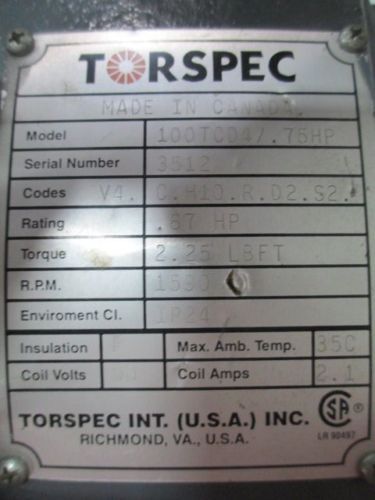 TORSPEC
MADE IN CANADA.
Model 100TCD4/.75HP
Serial Number 3512
Codes V4. C.H10.R.D2.S2.
Rating .67 HP
Torque 2.25 LBFT
R.P.M.
Enviroment Cl. IP24
Insulation F Max. Amb. Temp. 35C
Coil Volts Coil Amps 2.1
TORSPEC INT. (U.S.A.) INC.
RICHMOND, VA., U.S.A.
SA
LR 90497